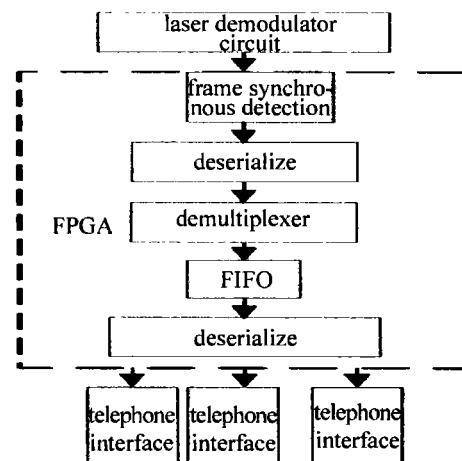 laser demodulator
circuit
frame synchro-
nous detection
deserialize
demultiplexer
FPGA
FIFO
deserialize
telephone
interface
telephone
interface
telephone
interface